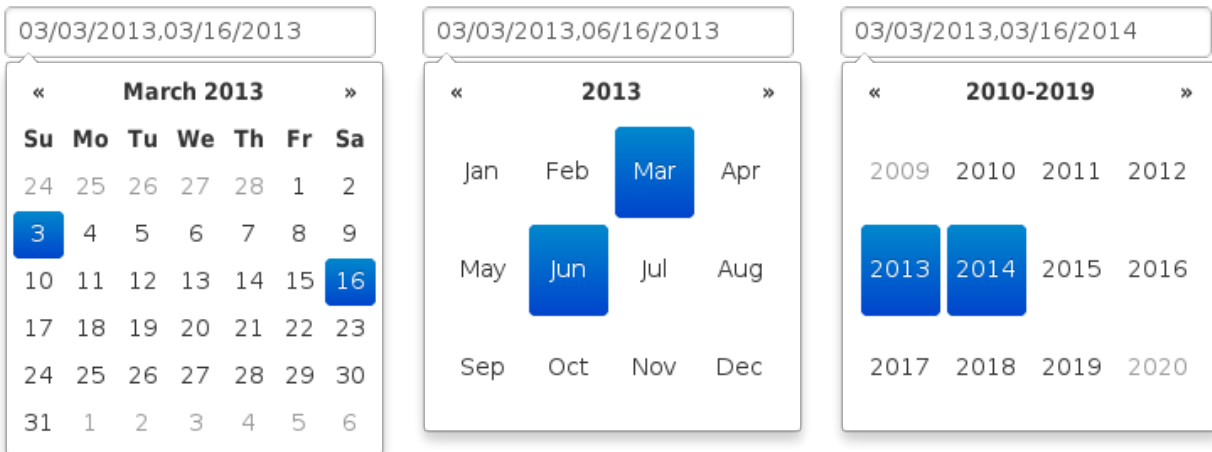 03/03/2013,03/16/2013
« March 2013 »
Su Mo Tu We Th Fr Sa
24 25 26 27 28 1 2
3 4 5 6 7 8 9
10 11 12 13 14 15 16
17 18 19 20 21 22 23
24 25 26 27 28 29 30
31 1 2 3 4 5 6
03/03/2013,06/16/2013
« 2013 »
Jan Feb Mar Apr
May Jun Jul Aug
Sep Oct Nov Dec
03/03/2013,03/16/2014
« 2010-2019 »
2009 2010 2011 2012
2013 2014 2015 2016
2017 2018 2019 2020